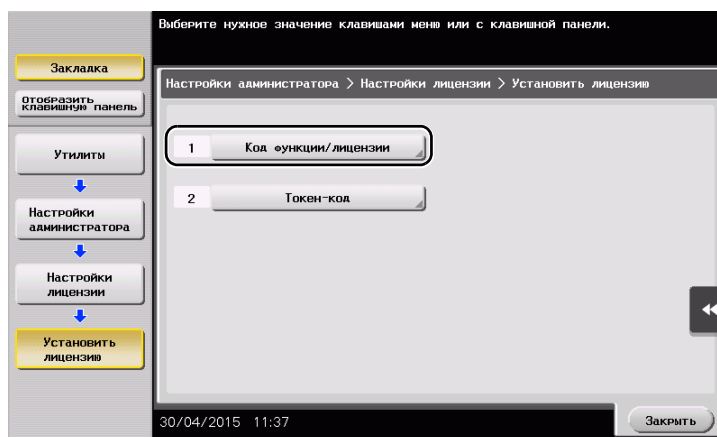 Выберите нужное значение клавишами меню или с клавишной панели.
Закладка
Отобразить
клавишную панель
Настройки администратора > Настройки лицензии > Установить лицензию
1 Код функции/лицензии
2 Токен-код
Утилиты
Настройки
администратора
Настройки
лицензии
Установить
лицензию
30/04/2015 11:37
Закрыть